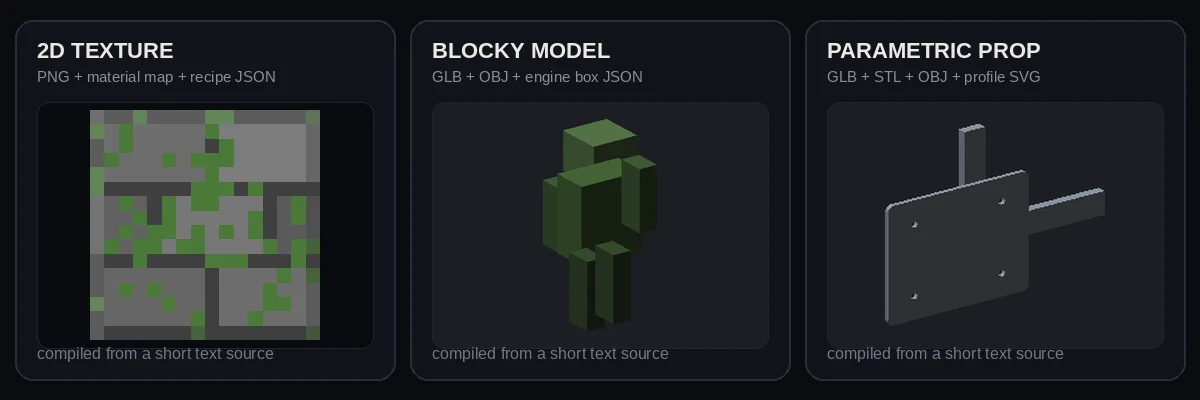 2D TEXTURE
PNG + material map + recipe JSON
compiled from a short text source
BLOCKY MODEL
GLB + OBJ + engine box JSON
compiled from a short text source
PARAMETRIC PROP
GLB + STL + OBJ + profile SVG
compiled from a short text source